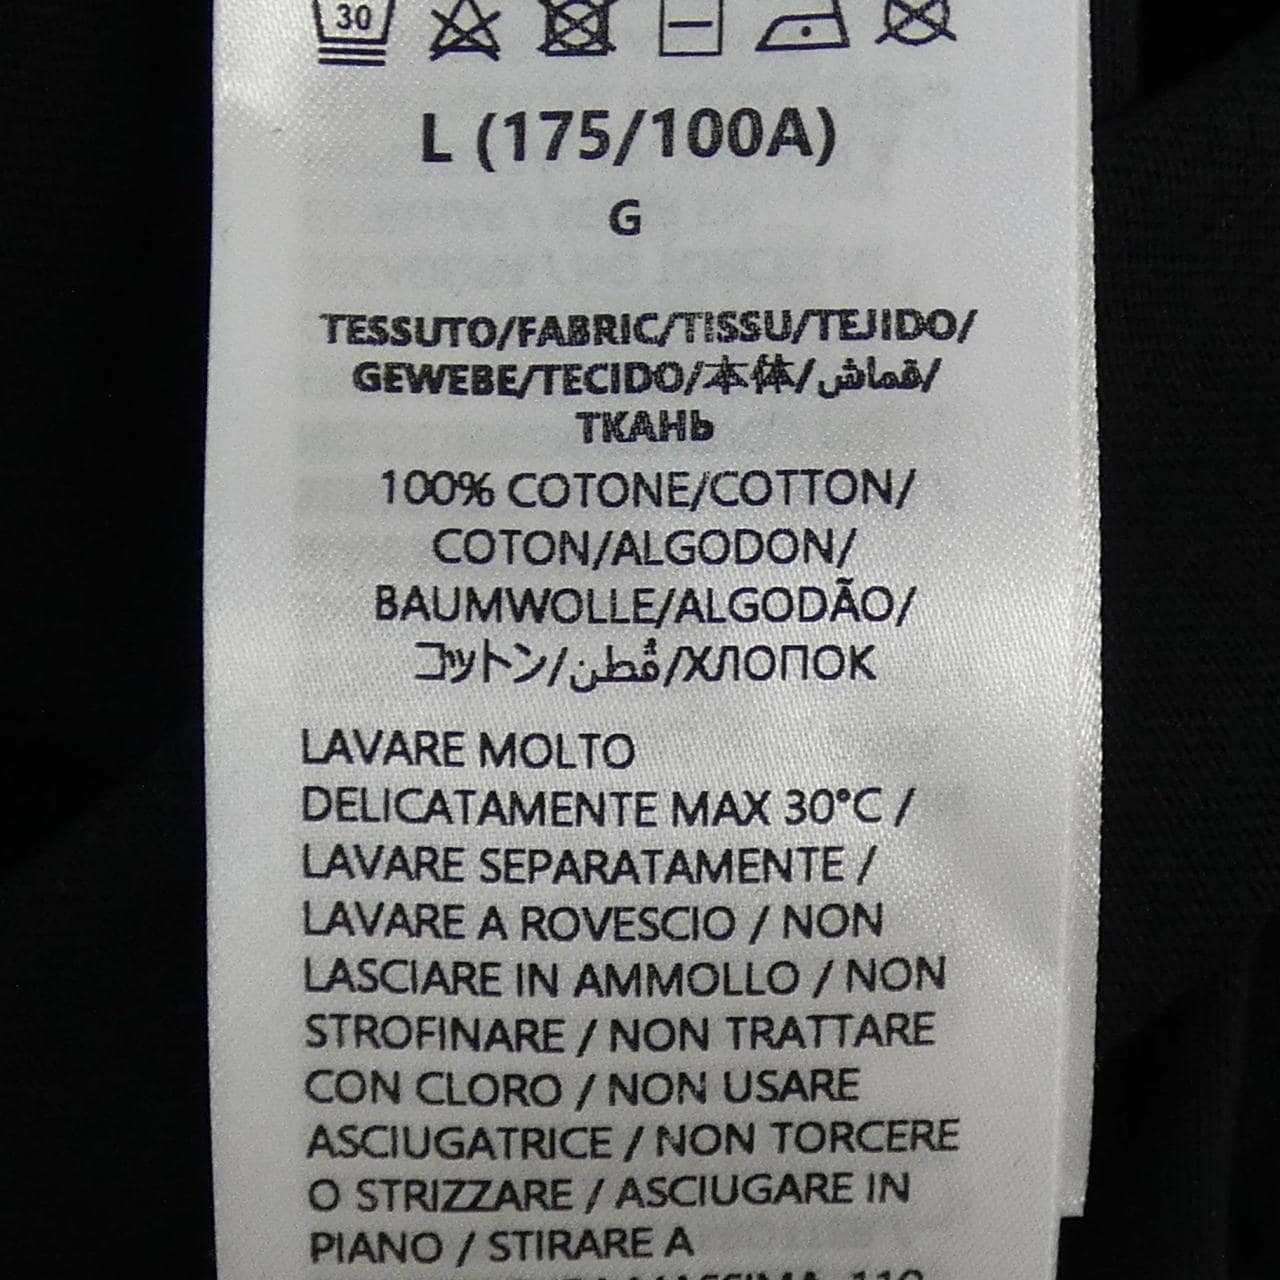 30
L (175/100A)
G
TESSUTO/FABRIC/TISSU/TEJIDO/
GEWEBE/TECIDO/本体/قماش/
ТКАНЬ
100% COTONE/COTTON/
COTON/ALGODON/
BAUMWOLLE/ALGODÃO/
コットン/قُطن/ХЛОПОК
LAVARE MOLTO
DELICATAMENTE MAX 30°C /
LAVARE SEPARATAMENTE /
LAVARE A ROVESCIO / NON
LASCIARE IN AMMOLLO / NON
STROFINARE / NON TRATTARE
CON CLORO / NON USARE
ASCIUGATRICE / NON TORCERE
O STRIZZARE / ASCIUGARE IN
PIANO / STIRARE A
110